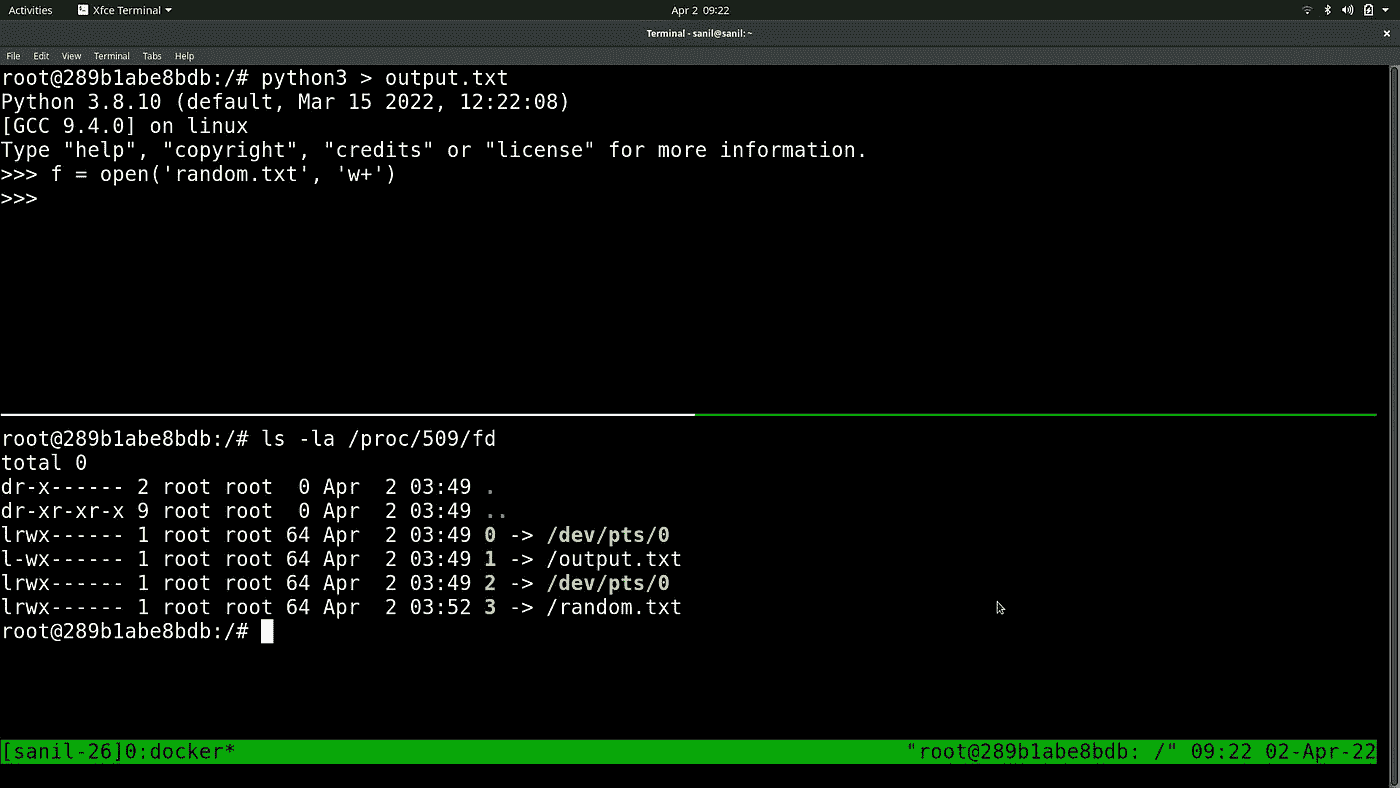 Activities Xfce Terminal Apr 2 09:22
Terminal - sanil@sanil: ~
File Edit View Terminal Tabs Help
root@289b1abe8bdb:/# python3 > output.txt
Python 3.8.10 (default, Mar 15 2022, 12:22:08)
[GCC 9.4.0] on linux
Type "help", "copyright", "credits" or "license" for more information.
>>> f = open('random.txt', 'w+')
>>>
root@289b1abe8bdb:/# ls -la /proc/509/fd
total 0
dr-x------ 2 root root  0 Apr  2 03:49 .
dr-xr-xr-x 9 root root  0 Apr  2 03:49 ..
lrwx------ 1 root root 64 Apr  2 03:49 0 -> /dev/pts/0
l-wx------ 1 root root 64 Apr  2 03:49 1 -> /output.txt
lrwx------ 1 root root 64 Apr  2 03:49 2 -> /dev/pts/0
lrwx------ 1 root root 64 Apr  2 03:52 3 -> /random.txt
root@289b1abe8bdb:/#
[sanil-26]0:docker* "root@289b1abe8bdb: /" 09:22 02-Apr-22